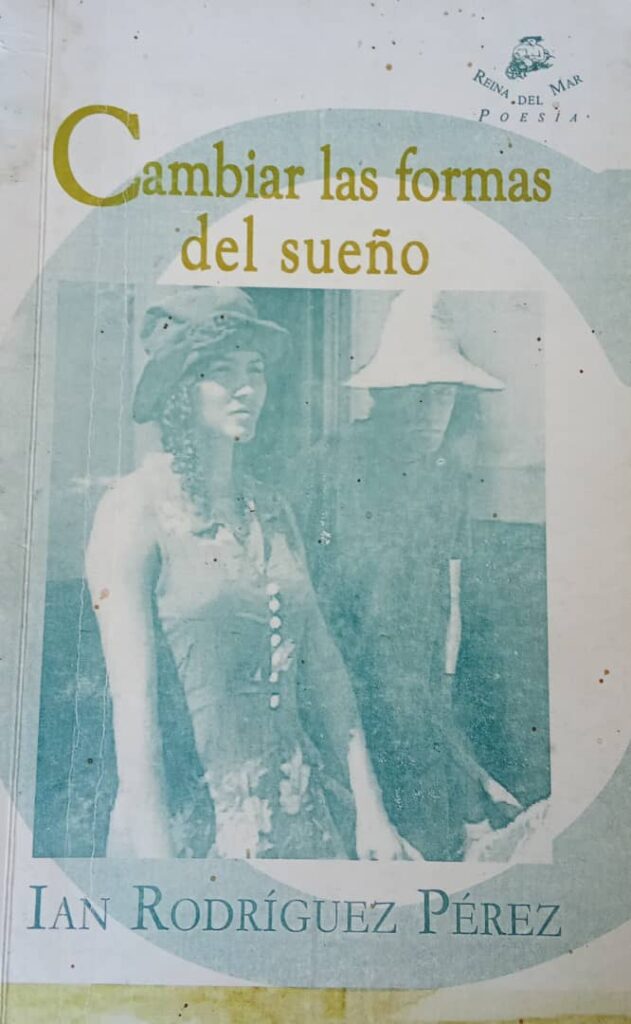 REINA DEL MAR
POESÍA
Cambiar las formas
del sueño
IAN RODRÍGUEZ PÉREZ